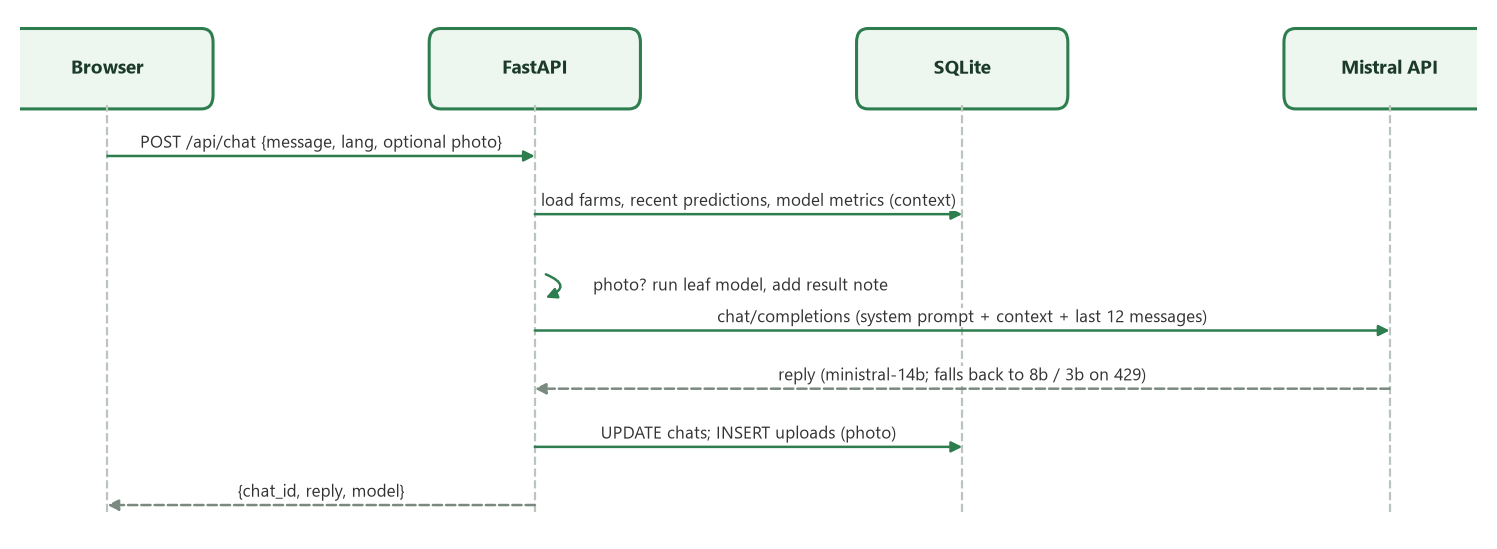 Browser
FastAPI
SQLite
Mistral API
POST /api/chat {message, lang, optional photo}
load farms, recent predictions, model metrics (context)
photo? run leaf model, add result note
chat/completions (system prompt + context + last 12 messages)
reply (ministral-14b; falls back to 8b / 3b on 429)
UPDATE chats; INSERT uploads (photo)
{chat_id, reply, model}